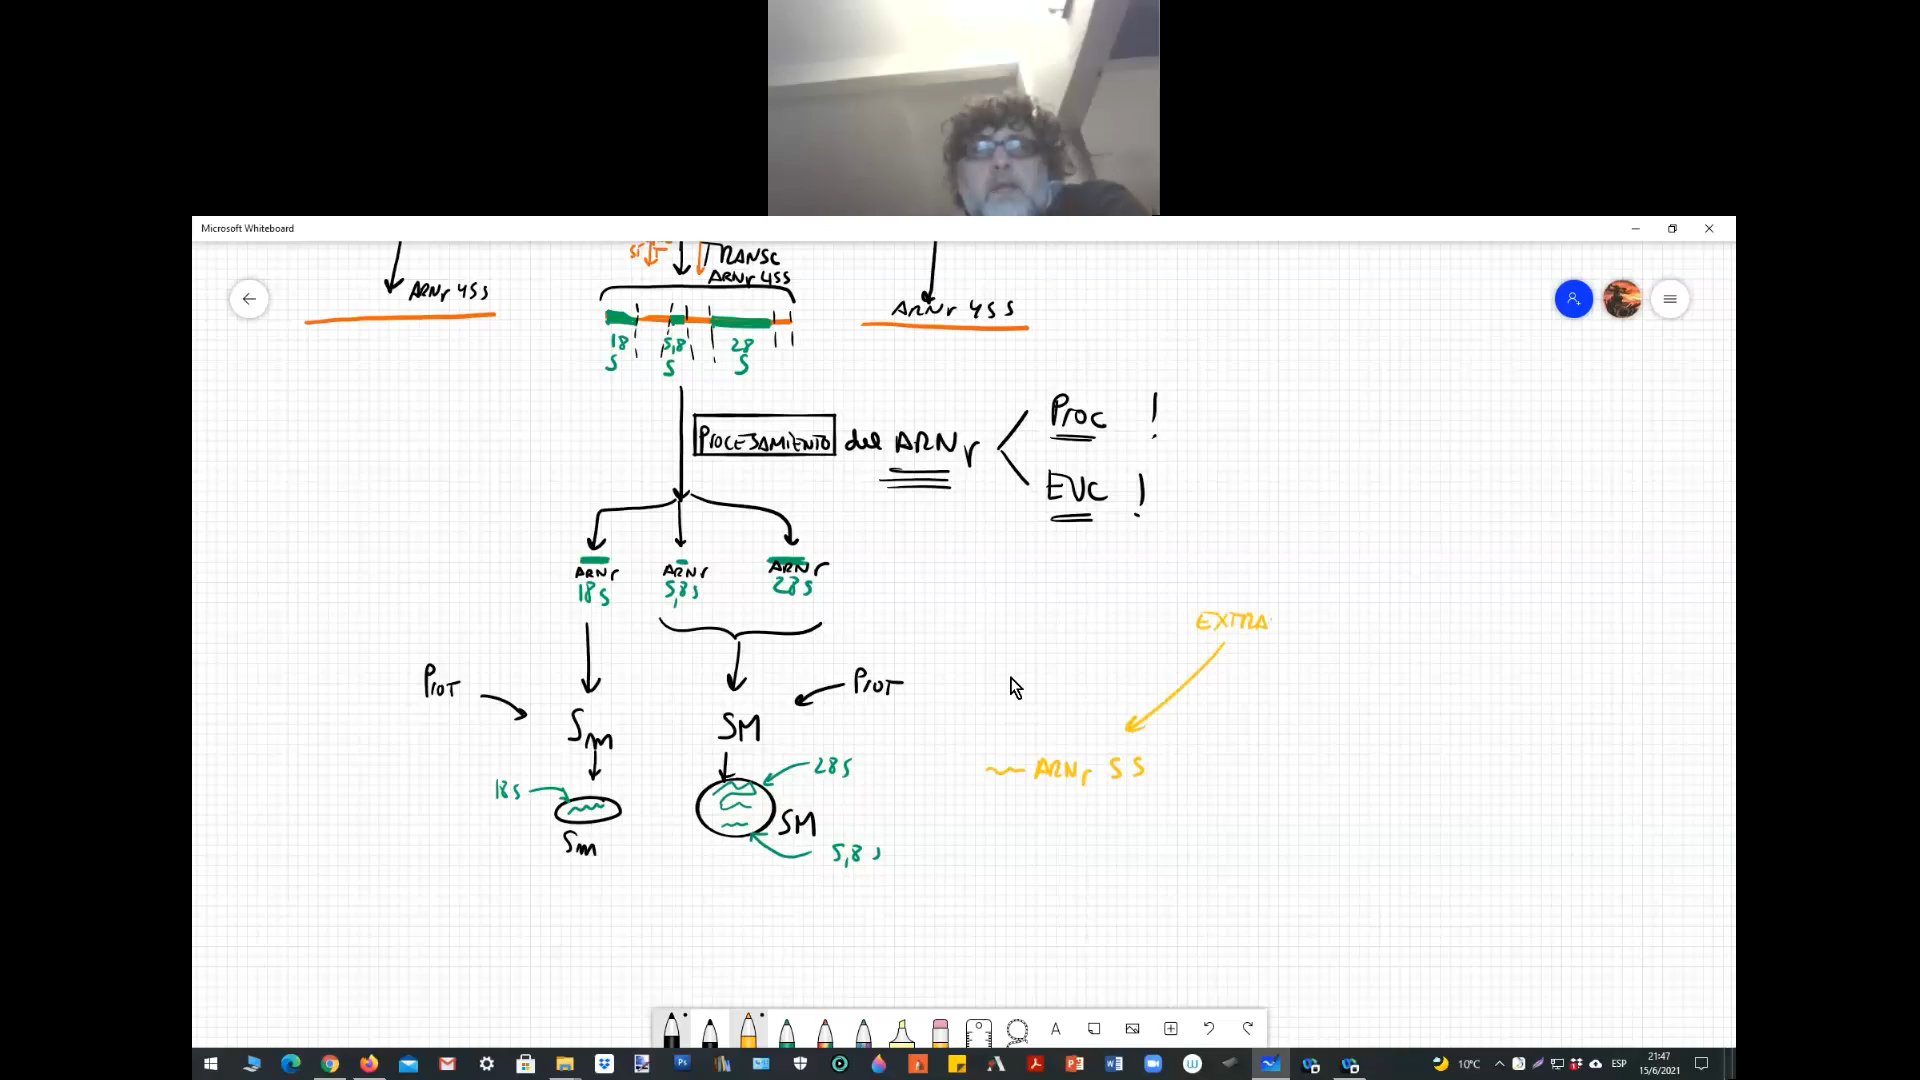 Microsoft Whiteboard
TRANSC
ARNr 45S
ARNr 45S
ARNr 45S
18 S
5,8 S
28 S
PROCESAMIENTO del ARNr
PROC !
EUC !
ARNr 18S
ARNr 5,8S
ARNr 28S
EXTRA
PROT
PROT
Sm
SM
ARNr 5S
28S
18S
SM
Sm
5,8 S
A
10°C
ESP
21:47
15/6/2021